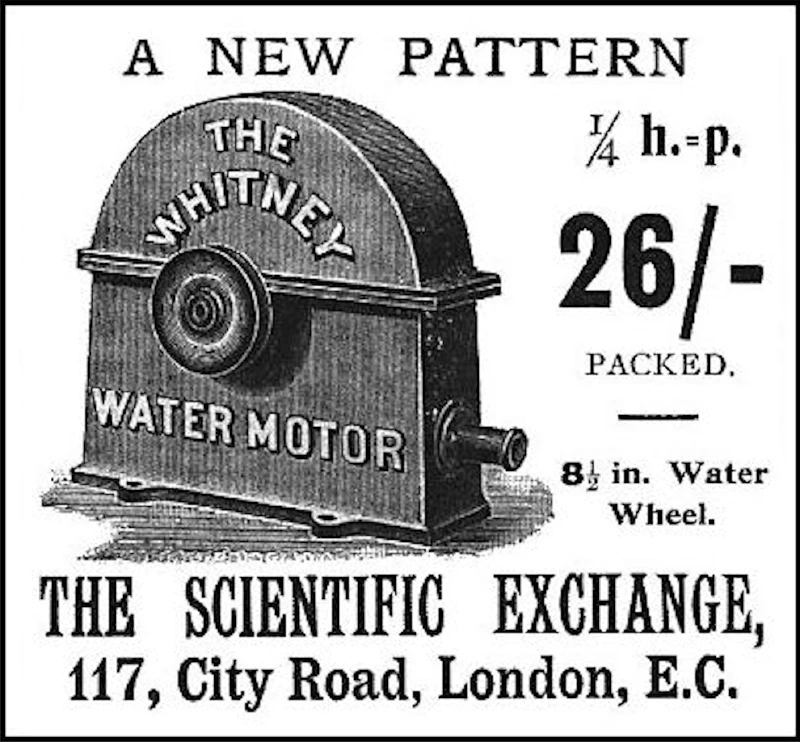 A NEW PATTERN
THE
WHITNEY
WATER MOTOR
¼ h.=p.
26/-
PACKED.
8½ in. Water
Wheel.
THE SCIENTIFIC EXCHANGE,
117, City Road, London, E.C.